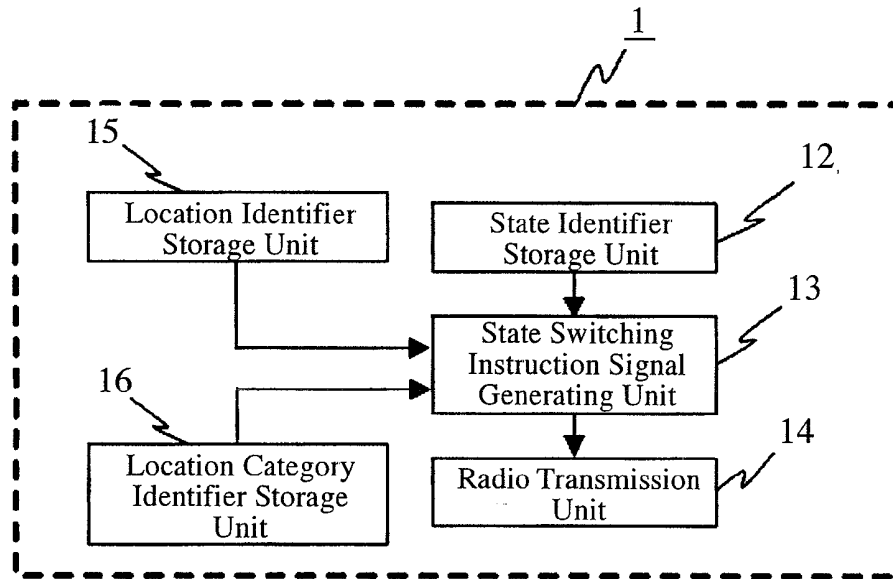 1
15
Location Identifier
Storage Unit
12
State Identifier
Storage Unit
13
State Switching
Instruction Signal
Generating Unit
16
Location Category
Identifier Storage
Unit
14
Radio Transmission
Unit